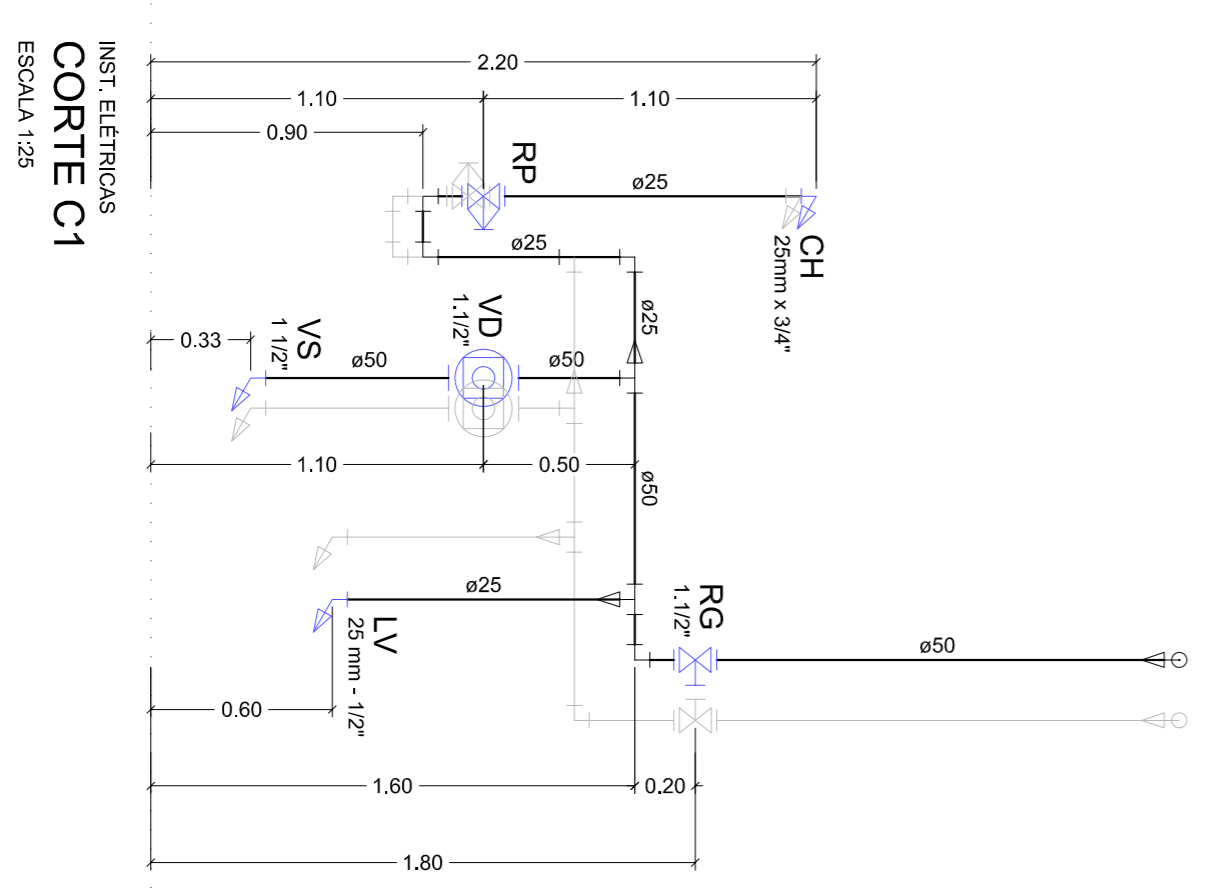 INST. ELÉTRICAS
CORTE C1
ESCALA 1:25
2.20
1.10
1.10
0.90
RP
ø25
CH
25mm x 3/4"
ø25
ø25
VD
1.1/2"
VS
1 1/2"
0.33
ø50
ø50
1.10
0.50
ø50
ø25
LV
25 mm - 1/2"
RG
1.1/2"
ø50
0.60
1.60
0.20
1.80